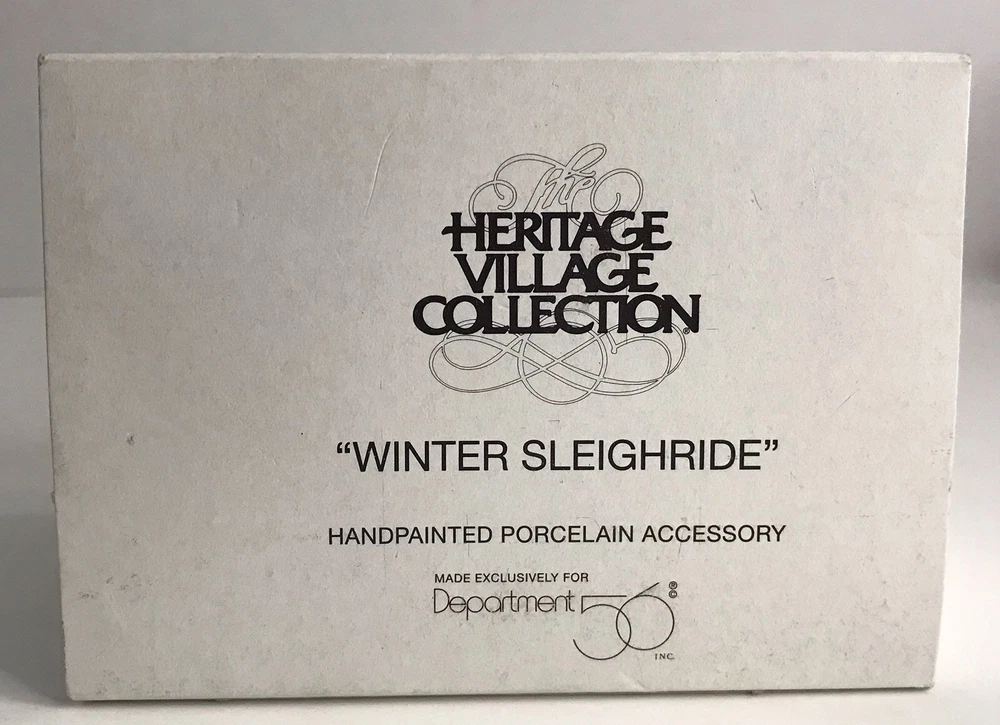 The
HERITAGE
VILLAGE
COLLECTION®
“WINTER SLEIGHRIDE”
HANDPAINTED PORCELAIN ACCESSORY
MADE EXCLUSIVELY FOR
Department 56 ®©
INC.